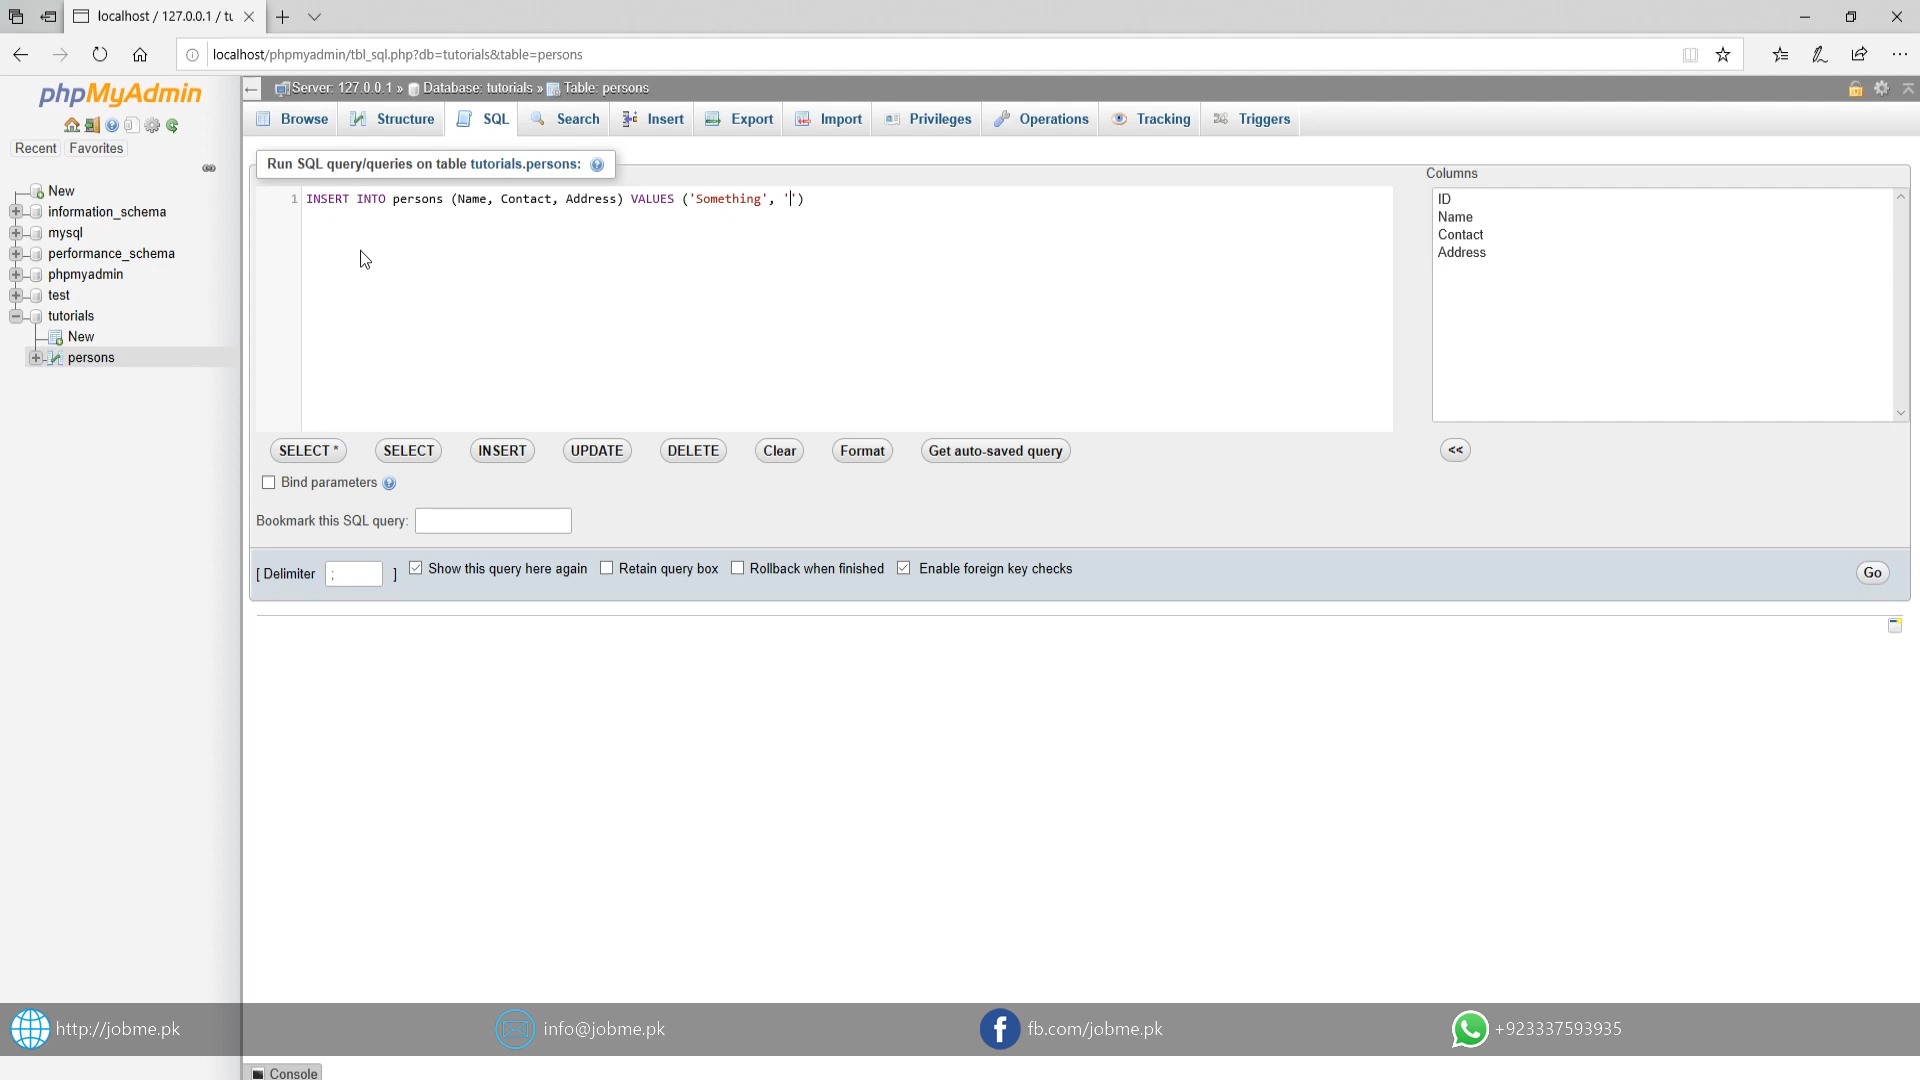 localhost / 127.0.0.1 / tu
localhost/phpmyadmin/tbl_sql.php?db=tutorials&table=persons
phpMyAdmin
Recent Favorites
New
information_schema
mysql
performance_schema
phpmyadmin
test
tutorials
New
persons
Server: 127.0.0.1 » Database: tutorials » Table: persons
Browse Structure SQL Search Insert Export Import Privileges Operations Tracking Triggers
Run SQL query/queries on table tutorials.persons:
1 INSERT INTO persons (Name, Contact, Address) VALUES ('Something', '')
Columns
ID
Name
Contact
Address
SELECT * SELECT INSERT UPDATE DELETE Clear Format Get auto-saved query <<
Bind parameters
Bookmark this SQL query:
[ Delimiter ; ] Show this query here again Retain query box Rollback when finished Enable foreign key checks Go
http://jobme.pk info@jobme.pk fb.com/jobme.pk +923337593935
Console